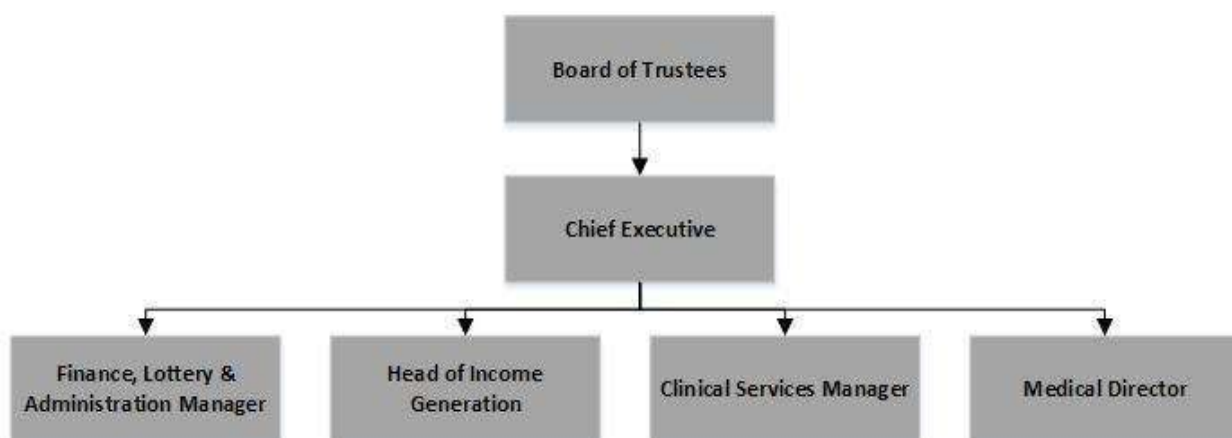 Board of Trustees
Chief Executive
Finance, Lottery &
Administration Manager
Head of Income
Generation
Clinical Services Manager
Medical Director